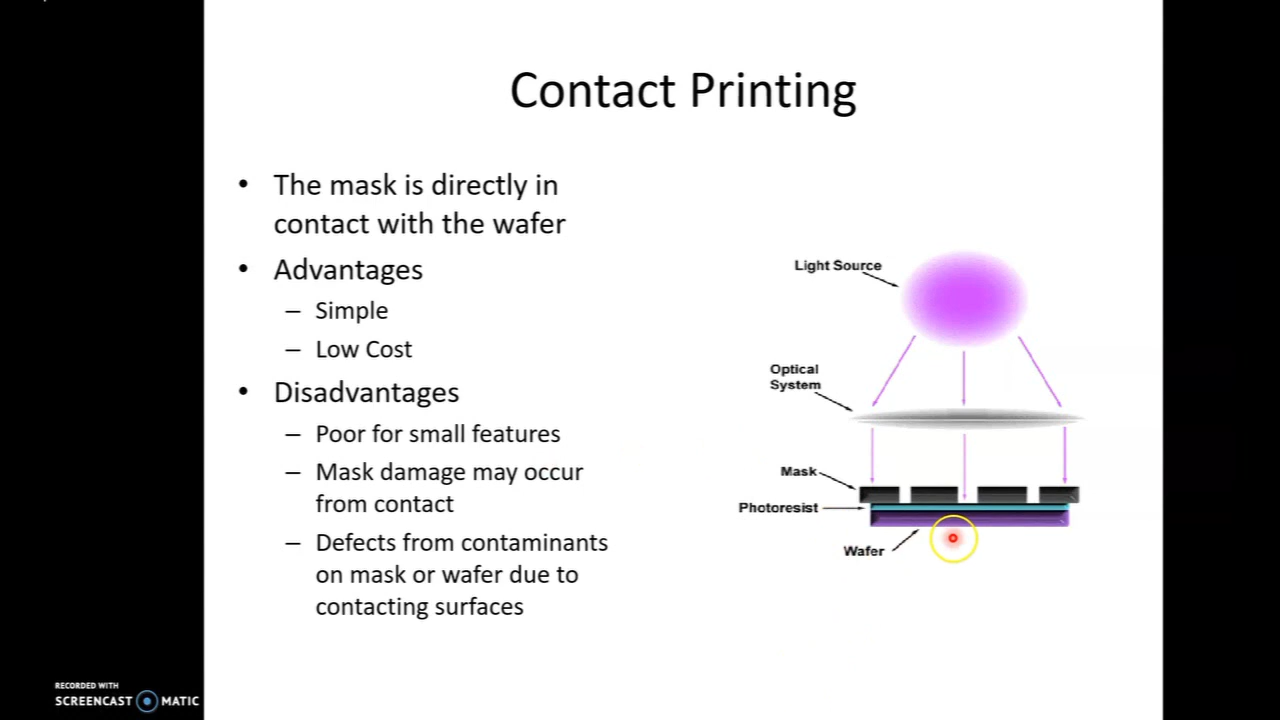 Contact Printing
• The mask is directly in
contact with the wafer
• Advantages
– Simple
– Low Cost
• Disadvantages
– Poor for small features
– Mask damage may occur
from contact
– Defects from contaminants
on mask or wafer due to
contacting surfaces
Light Source
Optical
System
Mask
Photoresist
Wafer
RECORDED WITH
SCREENCAST MATIC